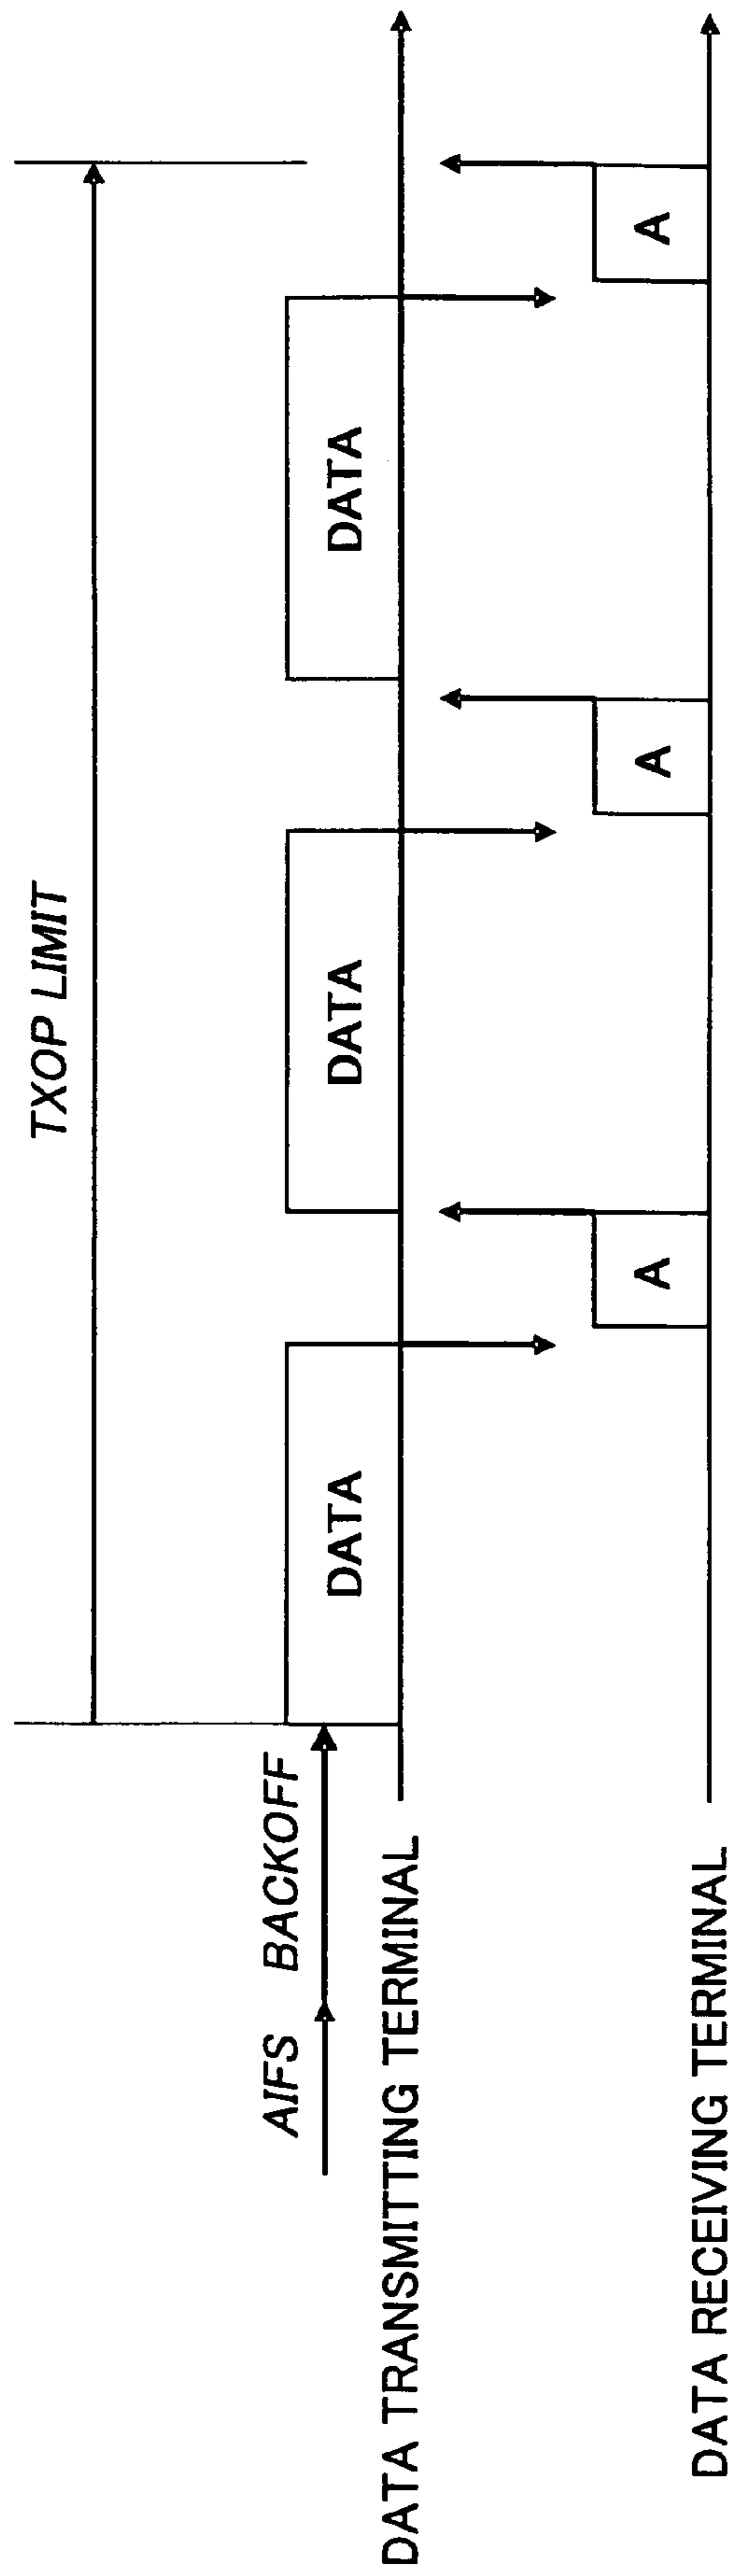 TXOP LIMIT
AIFS BACKOFF
DATA DATA DATA
DATA TRANSMITTING TERMINAL
A A A
DATA RECEIVING TERMINAL